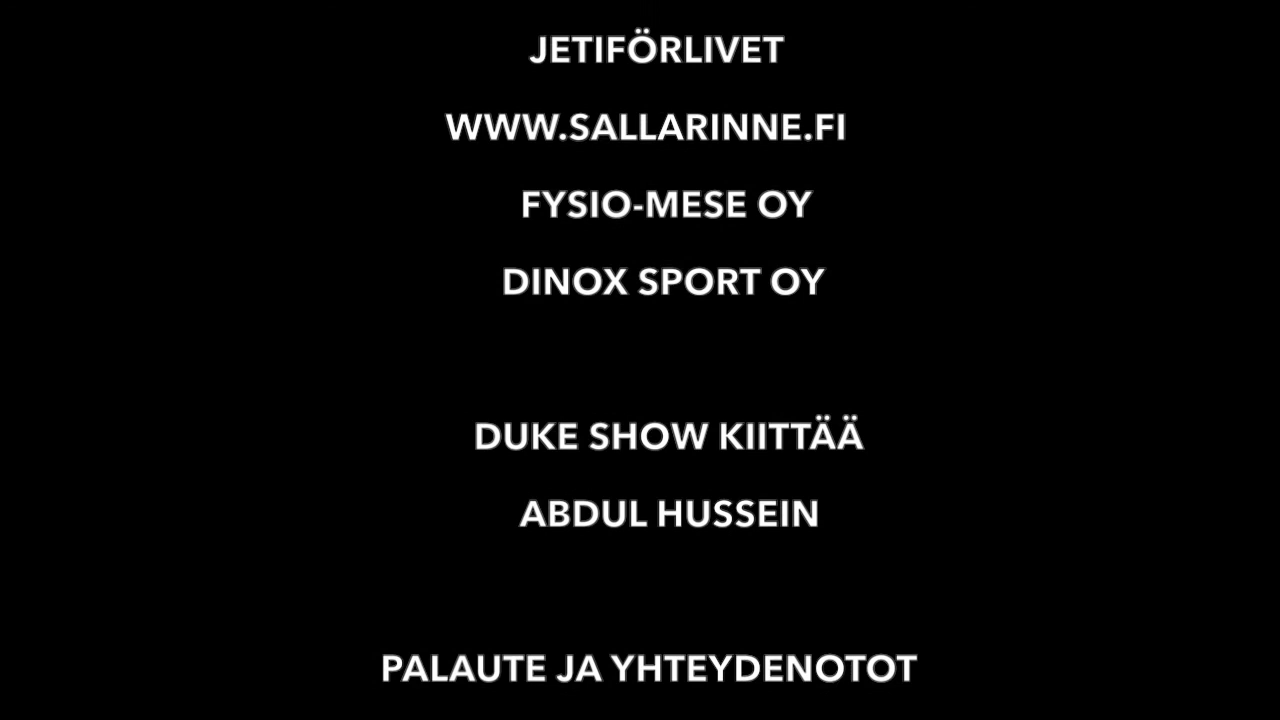 JETIFÖRLIVET
WWW.SALLARINNE.FI
FYSIO-MESE OY
DINOX SPORT OY
DUKE SHOW KIITTÄÄ
ABDUL HUSSEIN
PALAUTE JA YHTEYDENOTOT